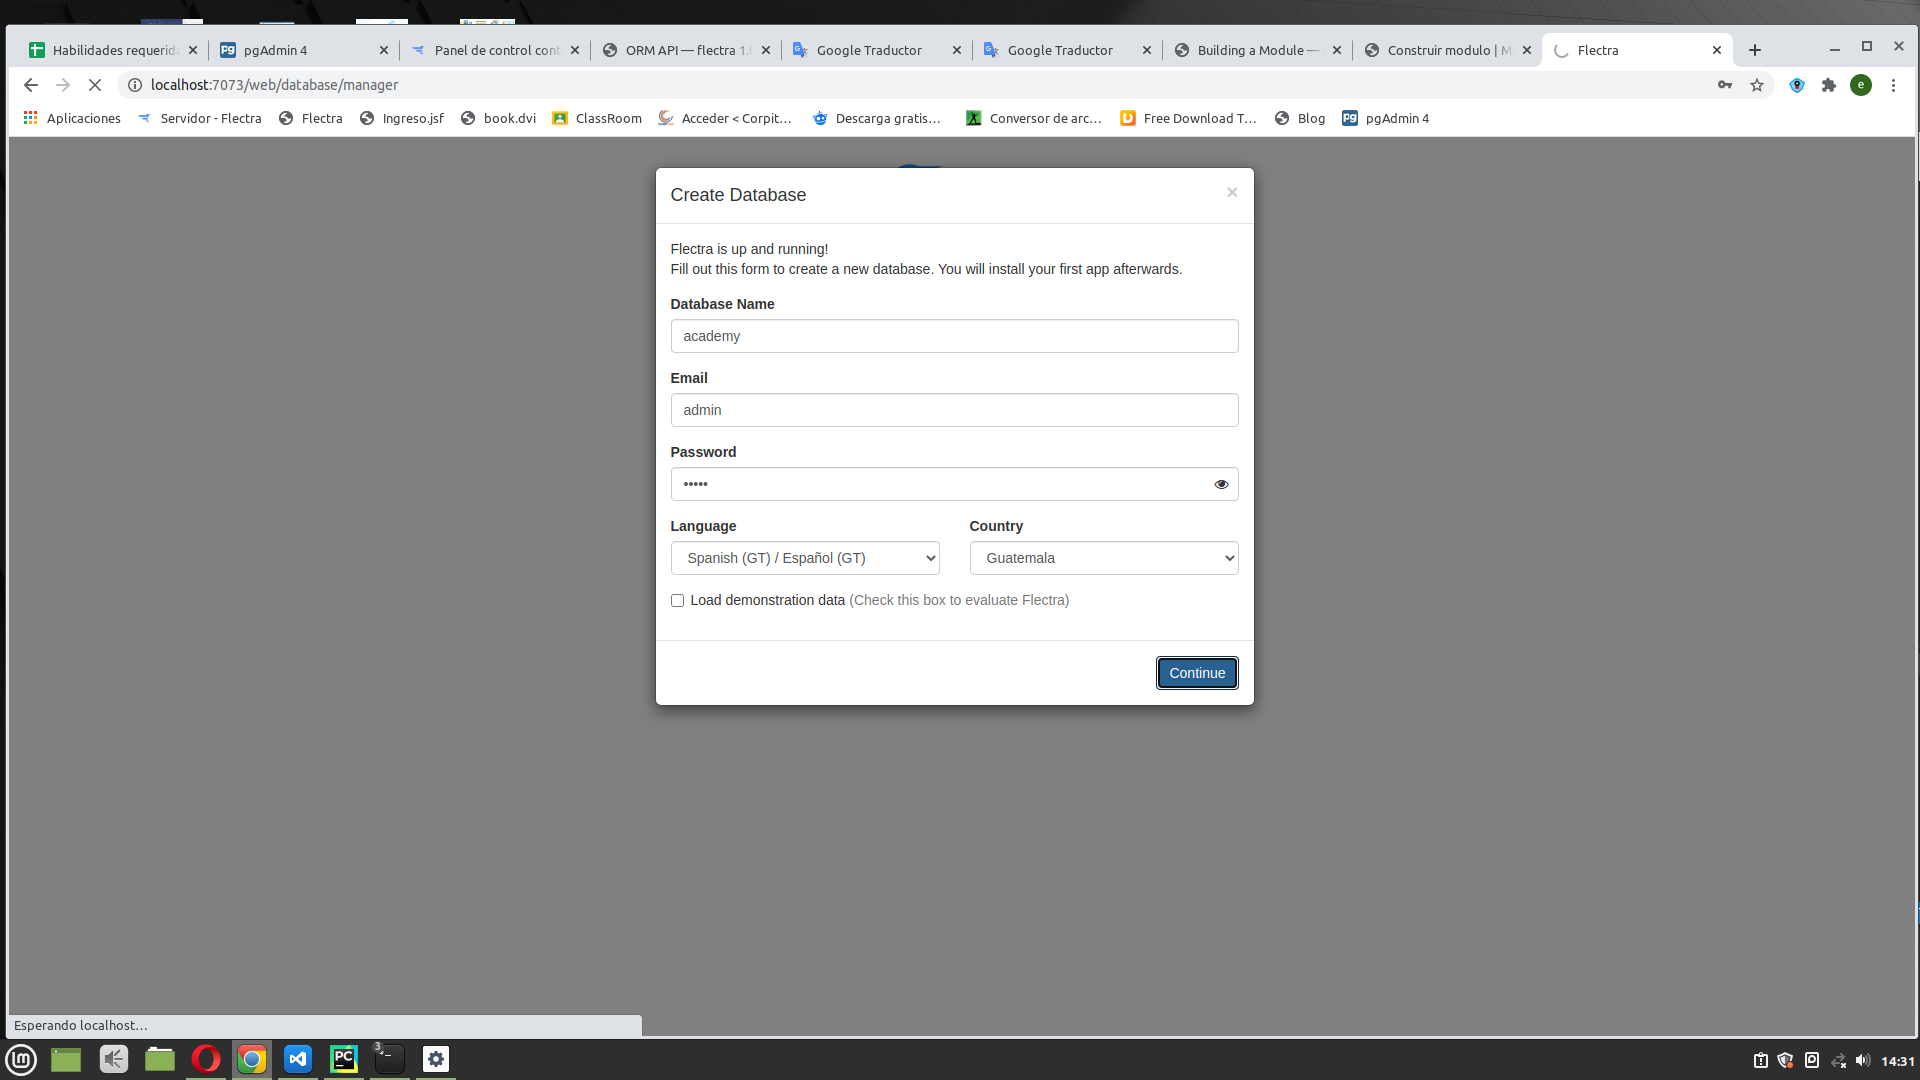 Habilidades requerid
pgAdmin 4
Panel de control con
ORM API — flectra 1.0
Google Traductor
Google Traductor
Building a Module —
Construir modulo | M
Flectra
localhost:7073/web/database/manager
e
Aplicaciones
Servidor - Flectra
Flectra
Ingreso.jsf
book.dvi
ClassRoom
Acceder < Corpit...
Descarga gratis...
Conversor de arc...
Free Download T...
Blog
pgAdmin 4
Create Database
×
Flectra is up and running!
Fill out this form to create a new database. You will install your first app afterwards.
Database Name
academy
Email
admin
Password
•••••
Language
Country
Spanish (GT) / Español (GT)
Guatemala
Load demonstration data (Check this box to evaluate Flectra)
Continue
Esperando localhost...
PC
3
14:31